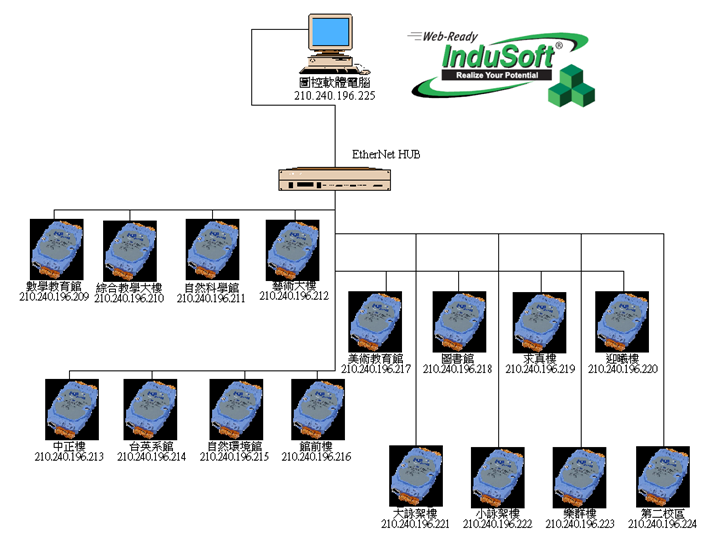 Web-Ready
InduSoft®
Realize Your Potential
圖控軟體電腦
210.240.196.225
EtherNet HUB
數學教育館
210.240.196.209
綜合教學大樓
210.240.196.210
自然科學館
210.240.196.211
藝術大樓
210.240.196.212
美術教育館
210.240.196.217
圖書館
210.240.196.218
求真樓
210.240.196.219
迎曦樓
210.240.196.220
中正樓
210.240.196.213
台英系館
210.240.196.214
自然環境館
210.240.196.215
館前樓
210.240.196.216
大詠絮樓
210.240.196.221
小詠絮樓
210.240.196.222
樂群樓
210.240.196.223
第二校區
210.240.196.224